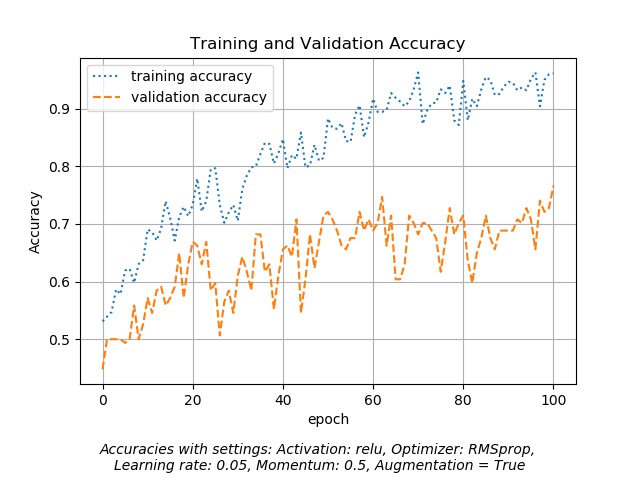 Training and Validation Accuracy
training accuracy
validation accuracy
0.9
0.8
0.7
0.6
0.5
Accuracy
0 20 40 60 80 100
epoch
Accuracies with settings: Activation: relu, Optimizer: RMSprop,
Learning rate: 0.05, Momentum: 0.5, Augmentation = True